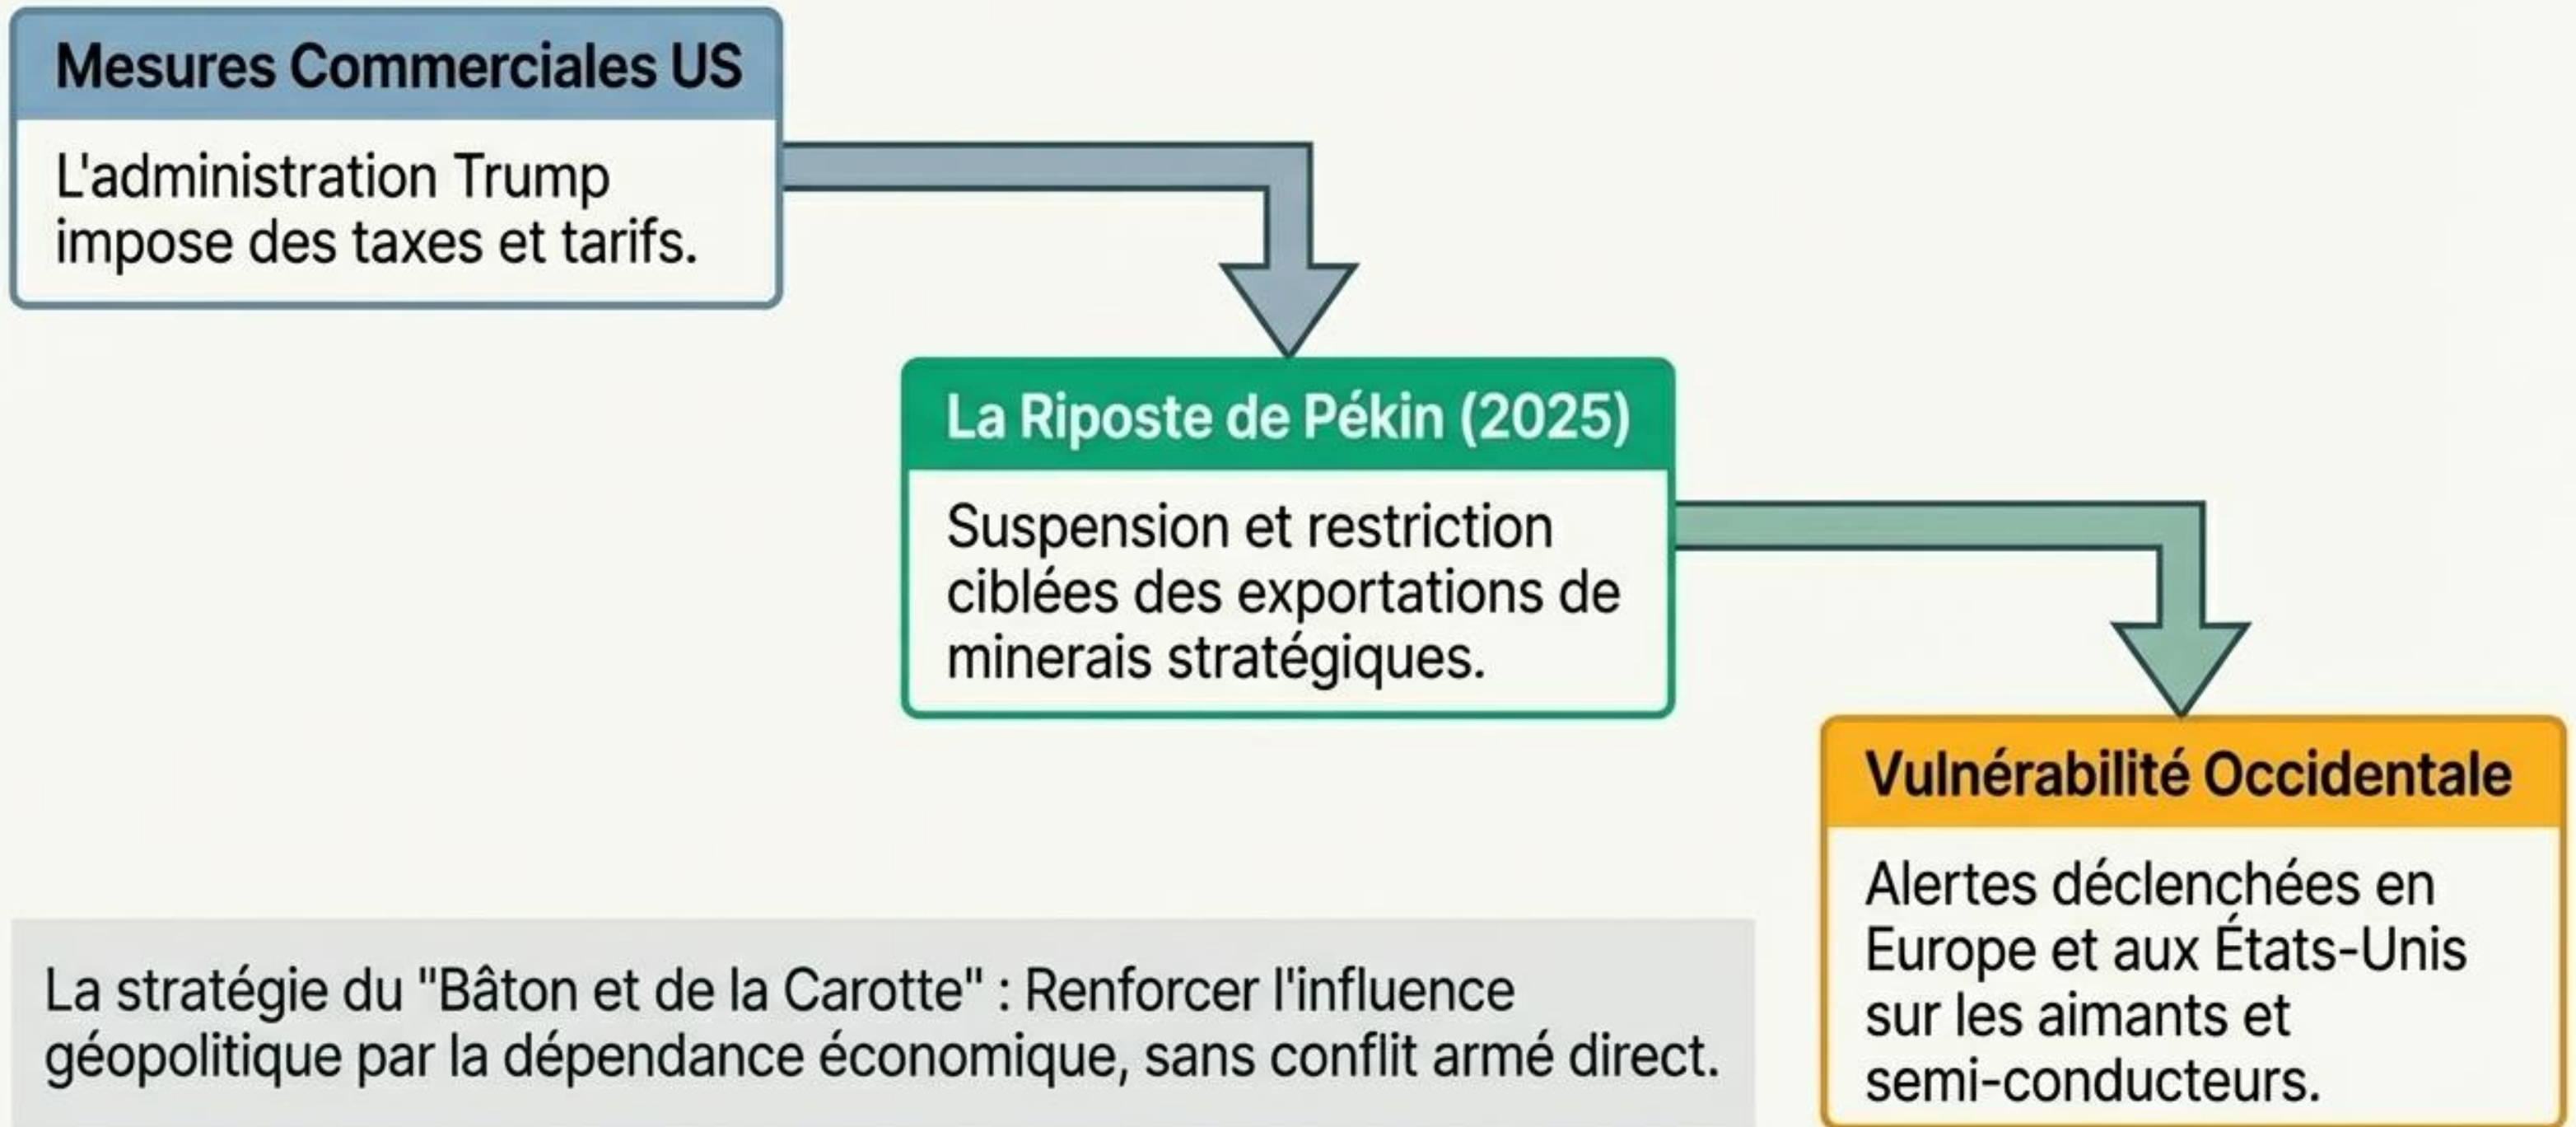 Mesures Commerciales US
L'administration Trump
impose des taxes et tarifs.
La Riposte de Pékin (2025)
Suspension et restriction
ciblées des exportations de
minerais stratégiques.
Vulnérabilité Occidentale
Alertes déclenchées en
Europe et aux États-Unis
sur les aimants et
semi-conducteurs.
La stratégie du "Bâton et de la Carotte" : Renforcer l'influence
géopolitique par la dépendance économique, sans conflit armé direct.